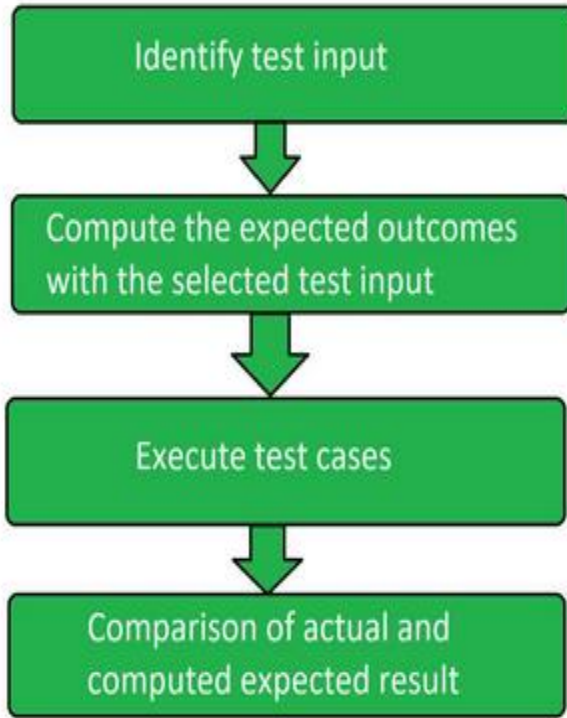 Identify test input
Compute the expected outcomes
with the selected test input
Execute test cases
Comparison of actual and
computed expected result